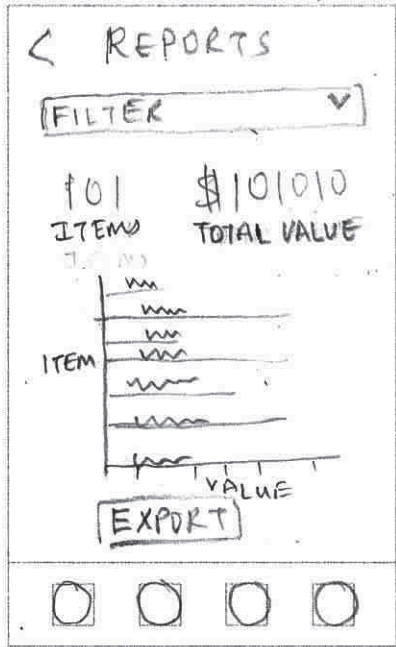 < REPORTS
FILTER
101 $101010
ITEMS TOTAL VALUE
ITEM
VALUE
EXPORT